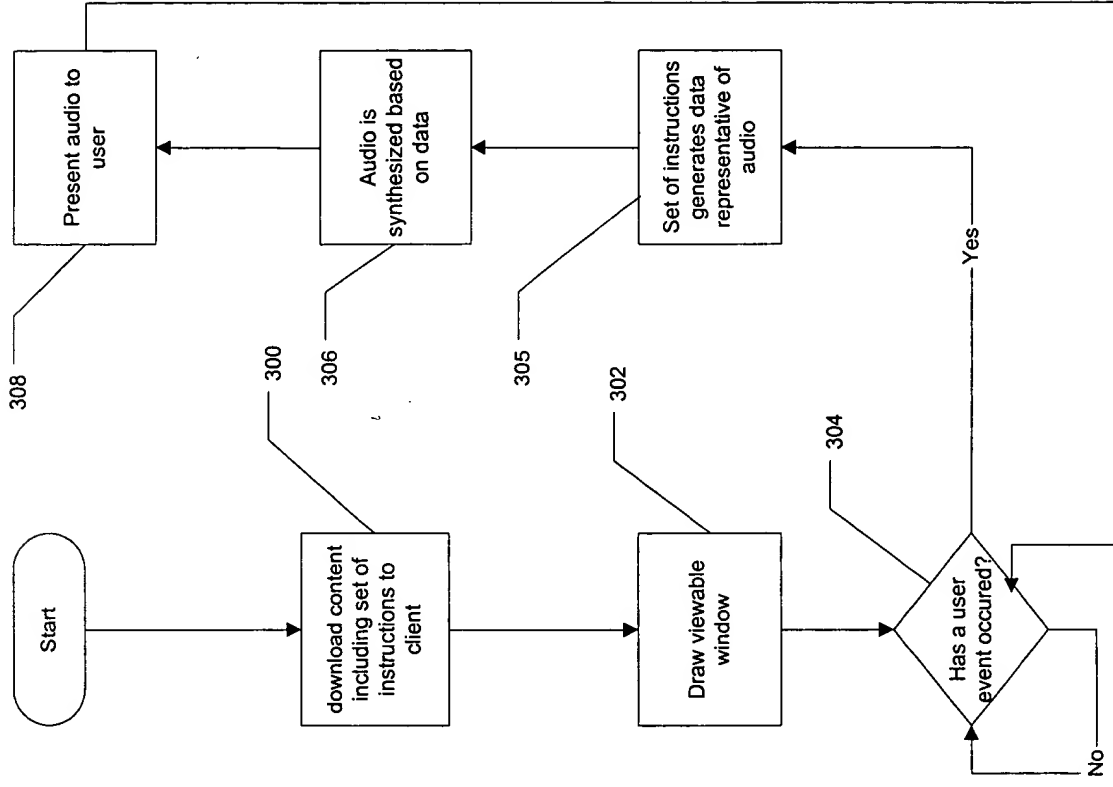 Start
download content
including set of
instructions to
client
300
Draw viewable
window
302
Has a user
event occured?
304
No
Yes
Set of instructions
generates data
representative of
audio
305
Audio is
synthesized based
on data
306
Present audio to
user
308